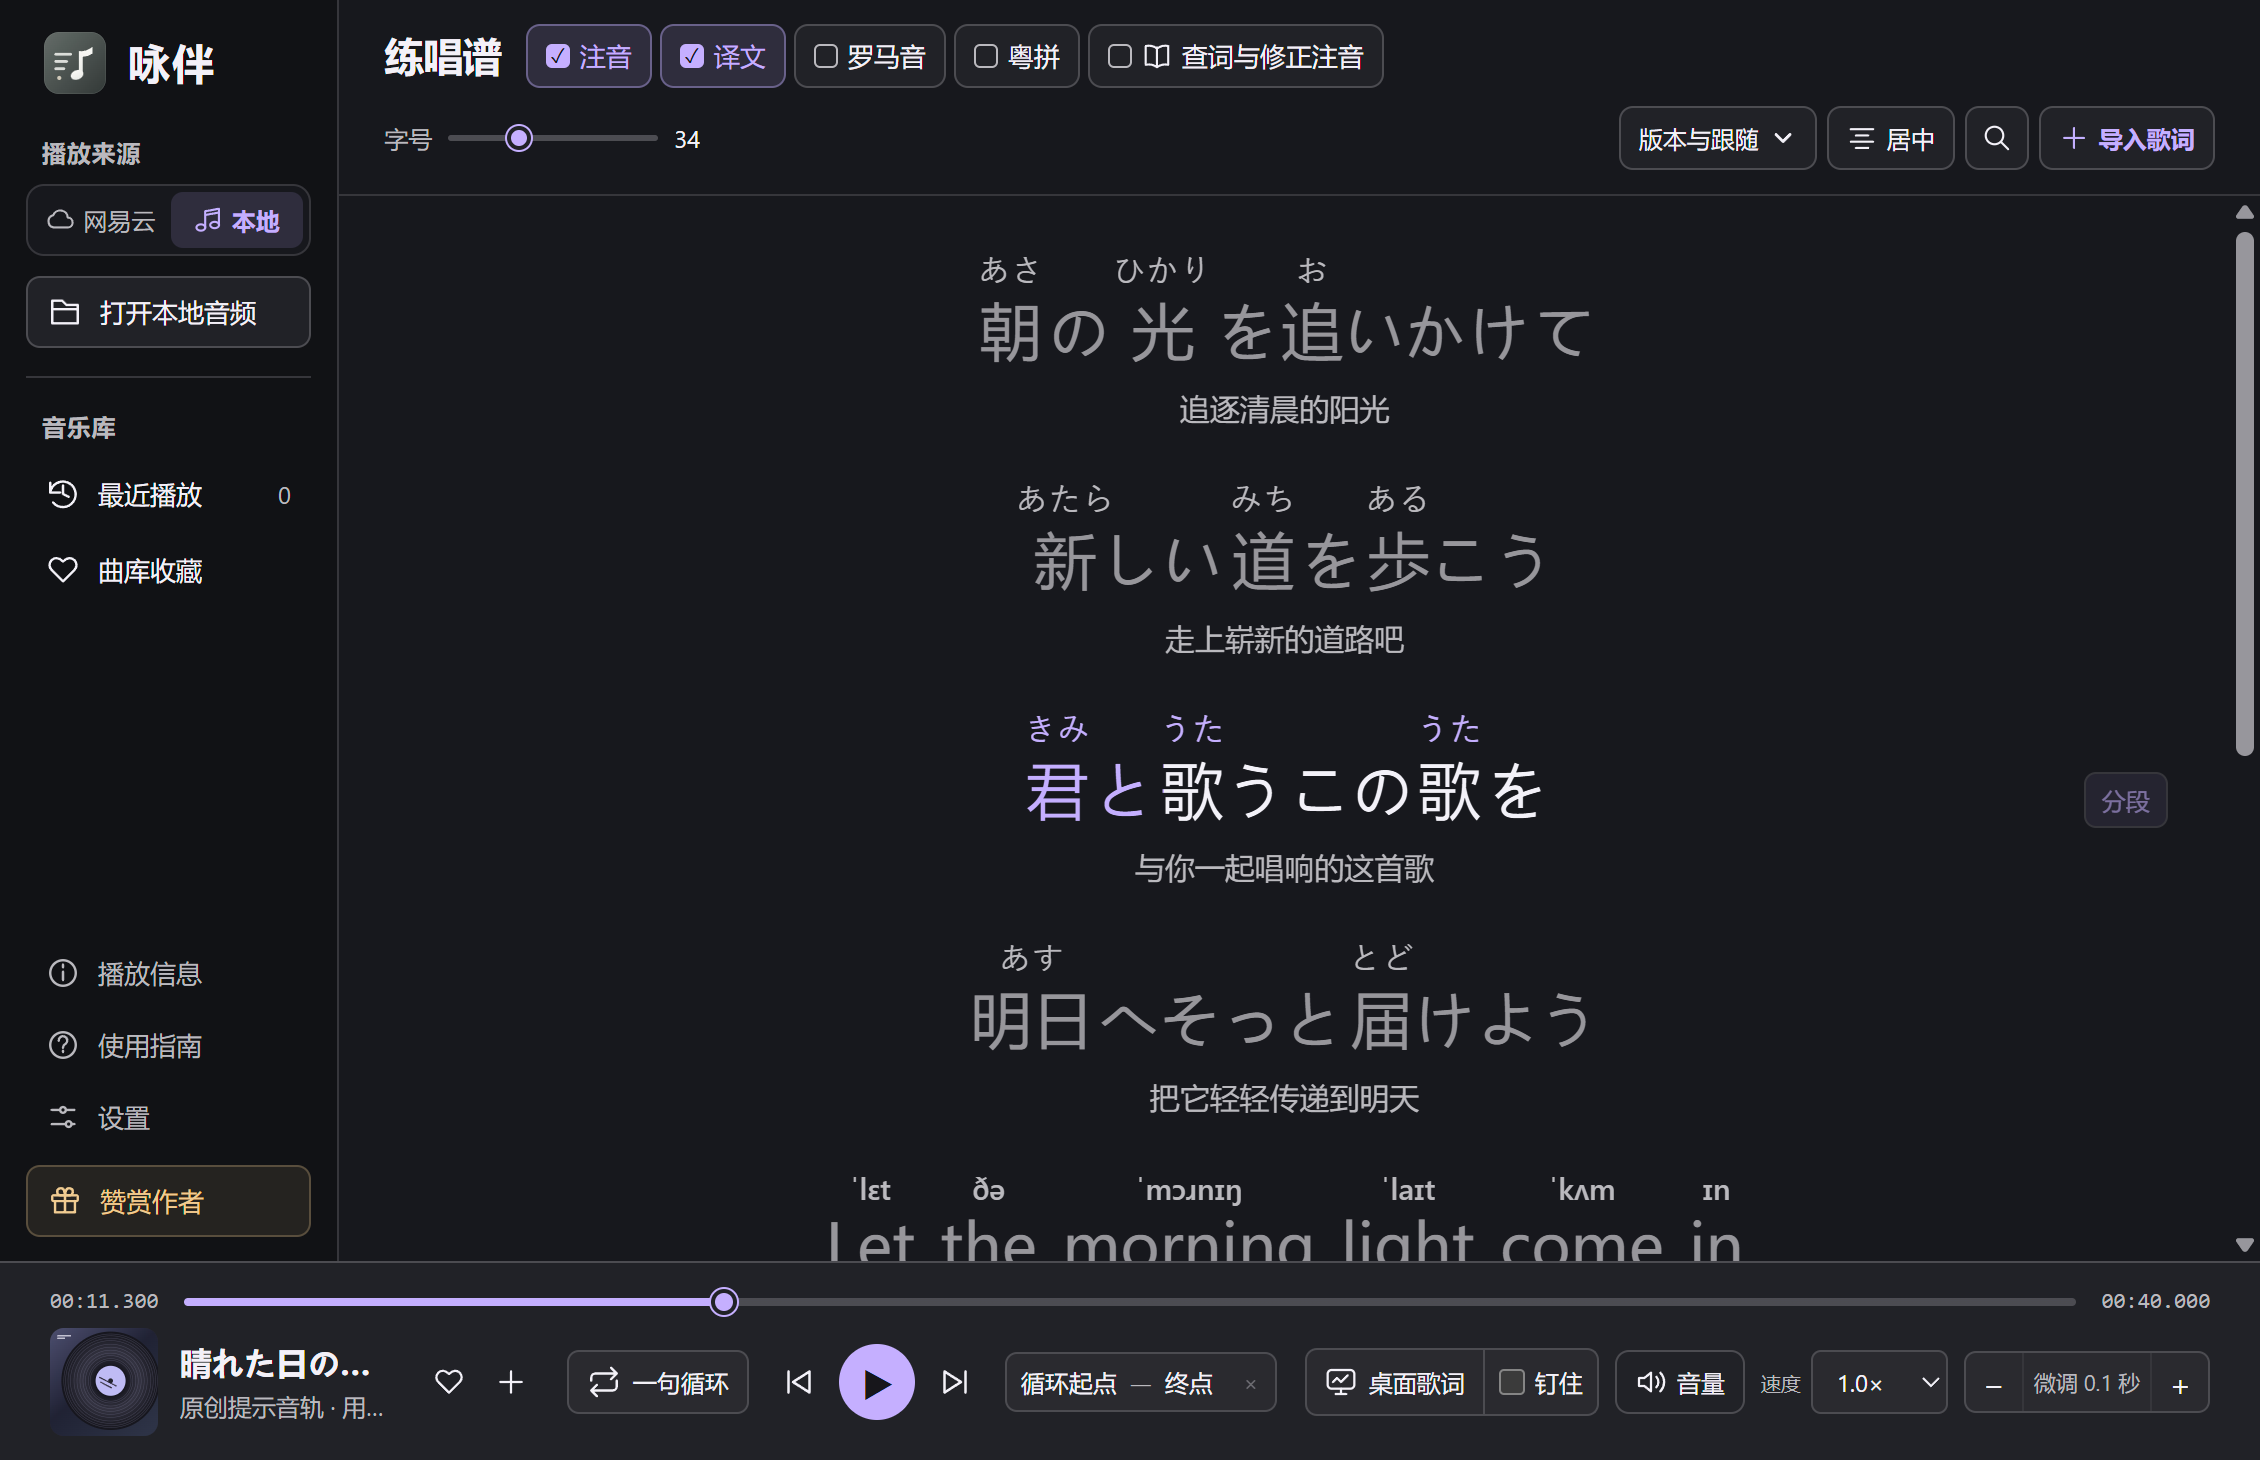 咏伴
播放来源
网易云 本地
打开本地音频
音乐库
最近播放 0
曲库收藏
播放信息
使用指南
设置
赞赏作者
练唱谱 注音 译文 罗马音 粤拼 查词与修正注音
字号 34
版本与跟随 居中 导入歌词
あさ ひかり お
朝の光を追いかけて
追逐清晨的阳光
あたら みち ある
新しい道を歩こう
走上崭新的道路吧
きみ うた うた
君と歌うこの歌を
分段
与你一起唱响的这首歌
あす とど
明日へそっと届けよう
把它轻轻传递到明天
ˈlɛt ðə ˈmɔɹnɪŋ ˈlaɪt ˈkʌm ɪn
Let the morning light come in
00:11.300 00:40.000
晴れた日の...
原创提示音轨 · 用...
一句循环
循环起点 — 终点 ×
桌面歌词 钉住
音量
速度 1.0×
− 微调 0.1 秒 +